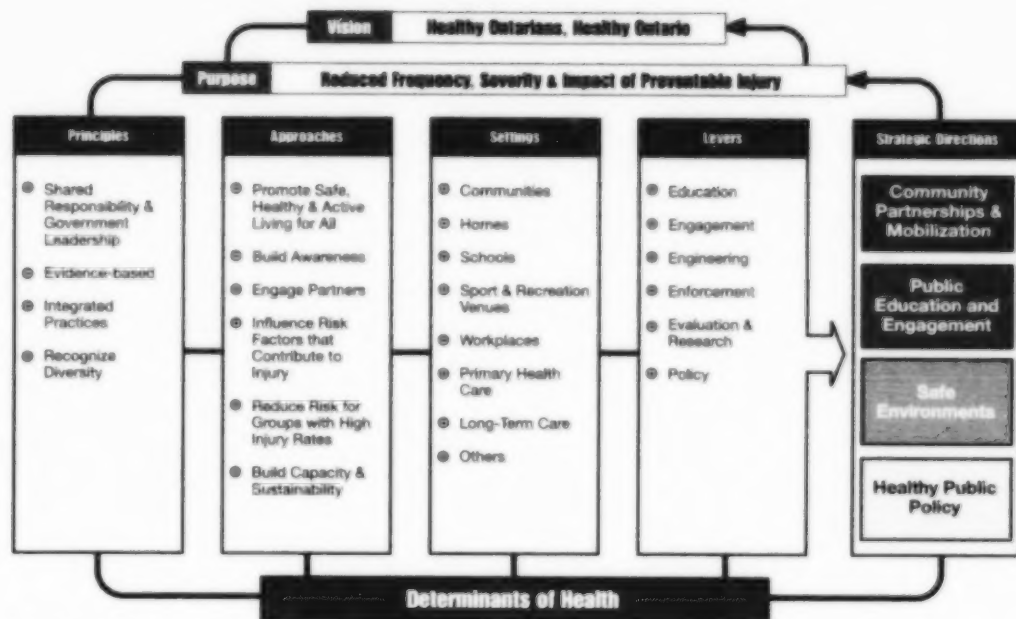 Vision Healthy Ontarians, Healthy Ontario
Purpose Reduced Frequency, Severity & Impact of Preventable Injury
Principles
Shared
Responsibility &
Government
Leadership
Evidence-based
Integrated
Practices
Recognize
Diversity
Approaches
Promote Safe,
Healthy & Active
Living for All
Build Awareness
Engage Partners
Influence Risk
Factors that
Contribute to
Injury
Reduce Risk for
Groups with High
Injury Rates
Build Capacity &
Sustainability
Settings
Communities
Homes
Schools
Sport & Recreation
Venues
Workplaces
Primary Health
Care
Long-Term Care
Others
Levers
Education
Engagement
Engineering
Enforcement
Evaluation &
Research
Policy
Strategic Directions
Community
Partnerships &
Mobilization
Public
Education and
Engagement
Safe
Environments
Healthy Public
Policy
Determinants of Health